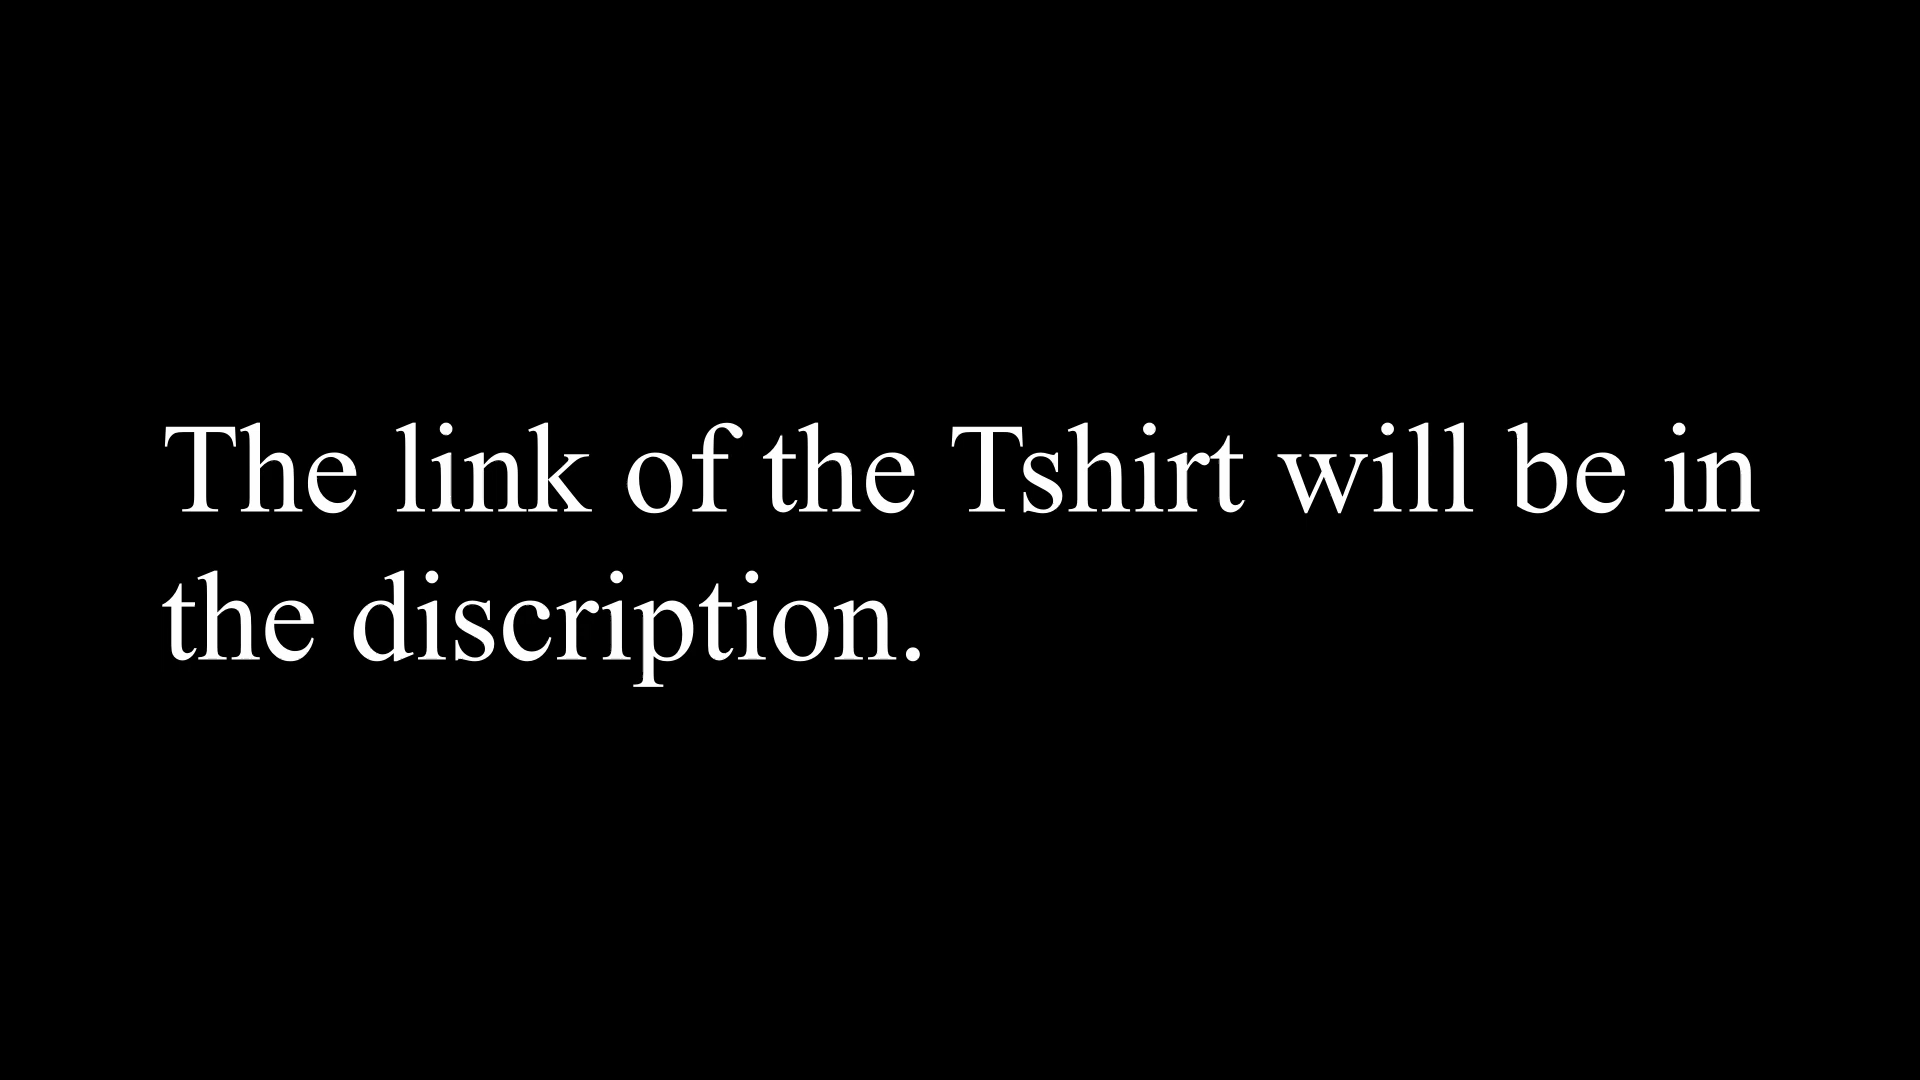 The link of the Tshirt will be in
the discription.